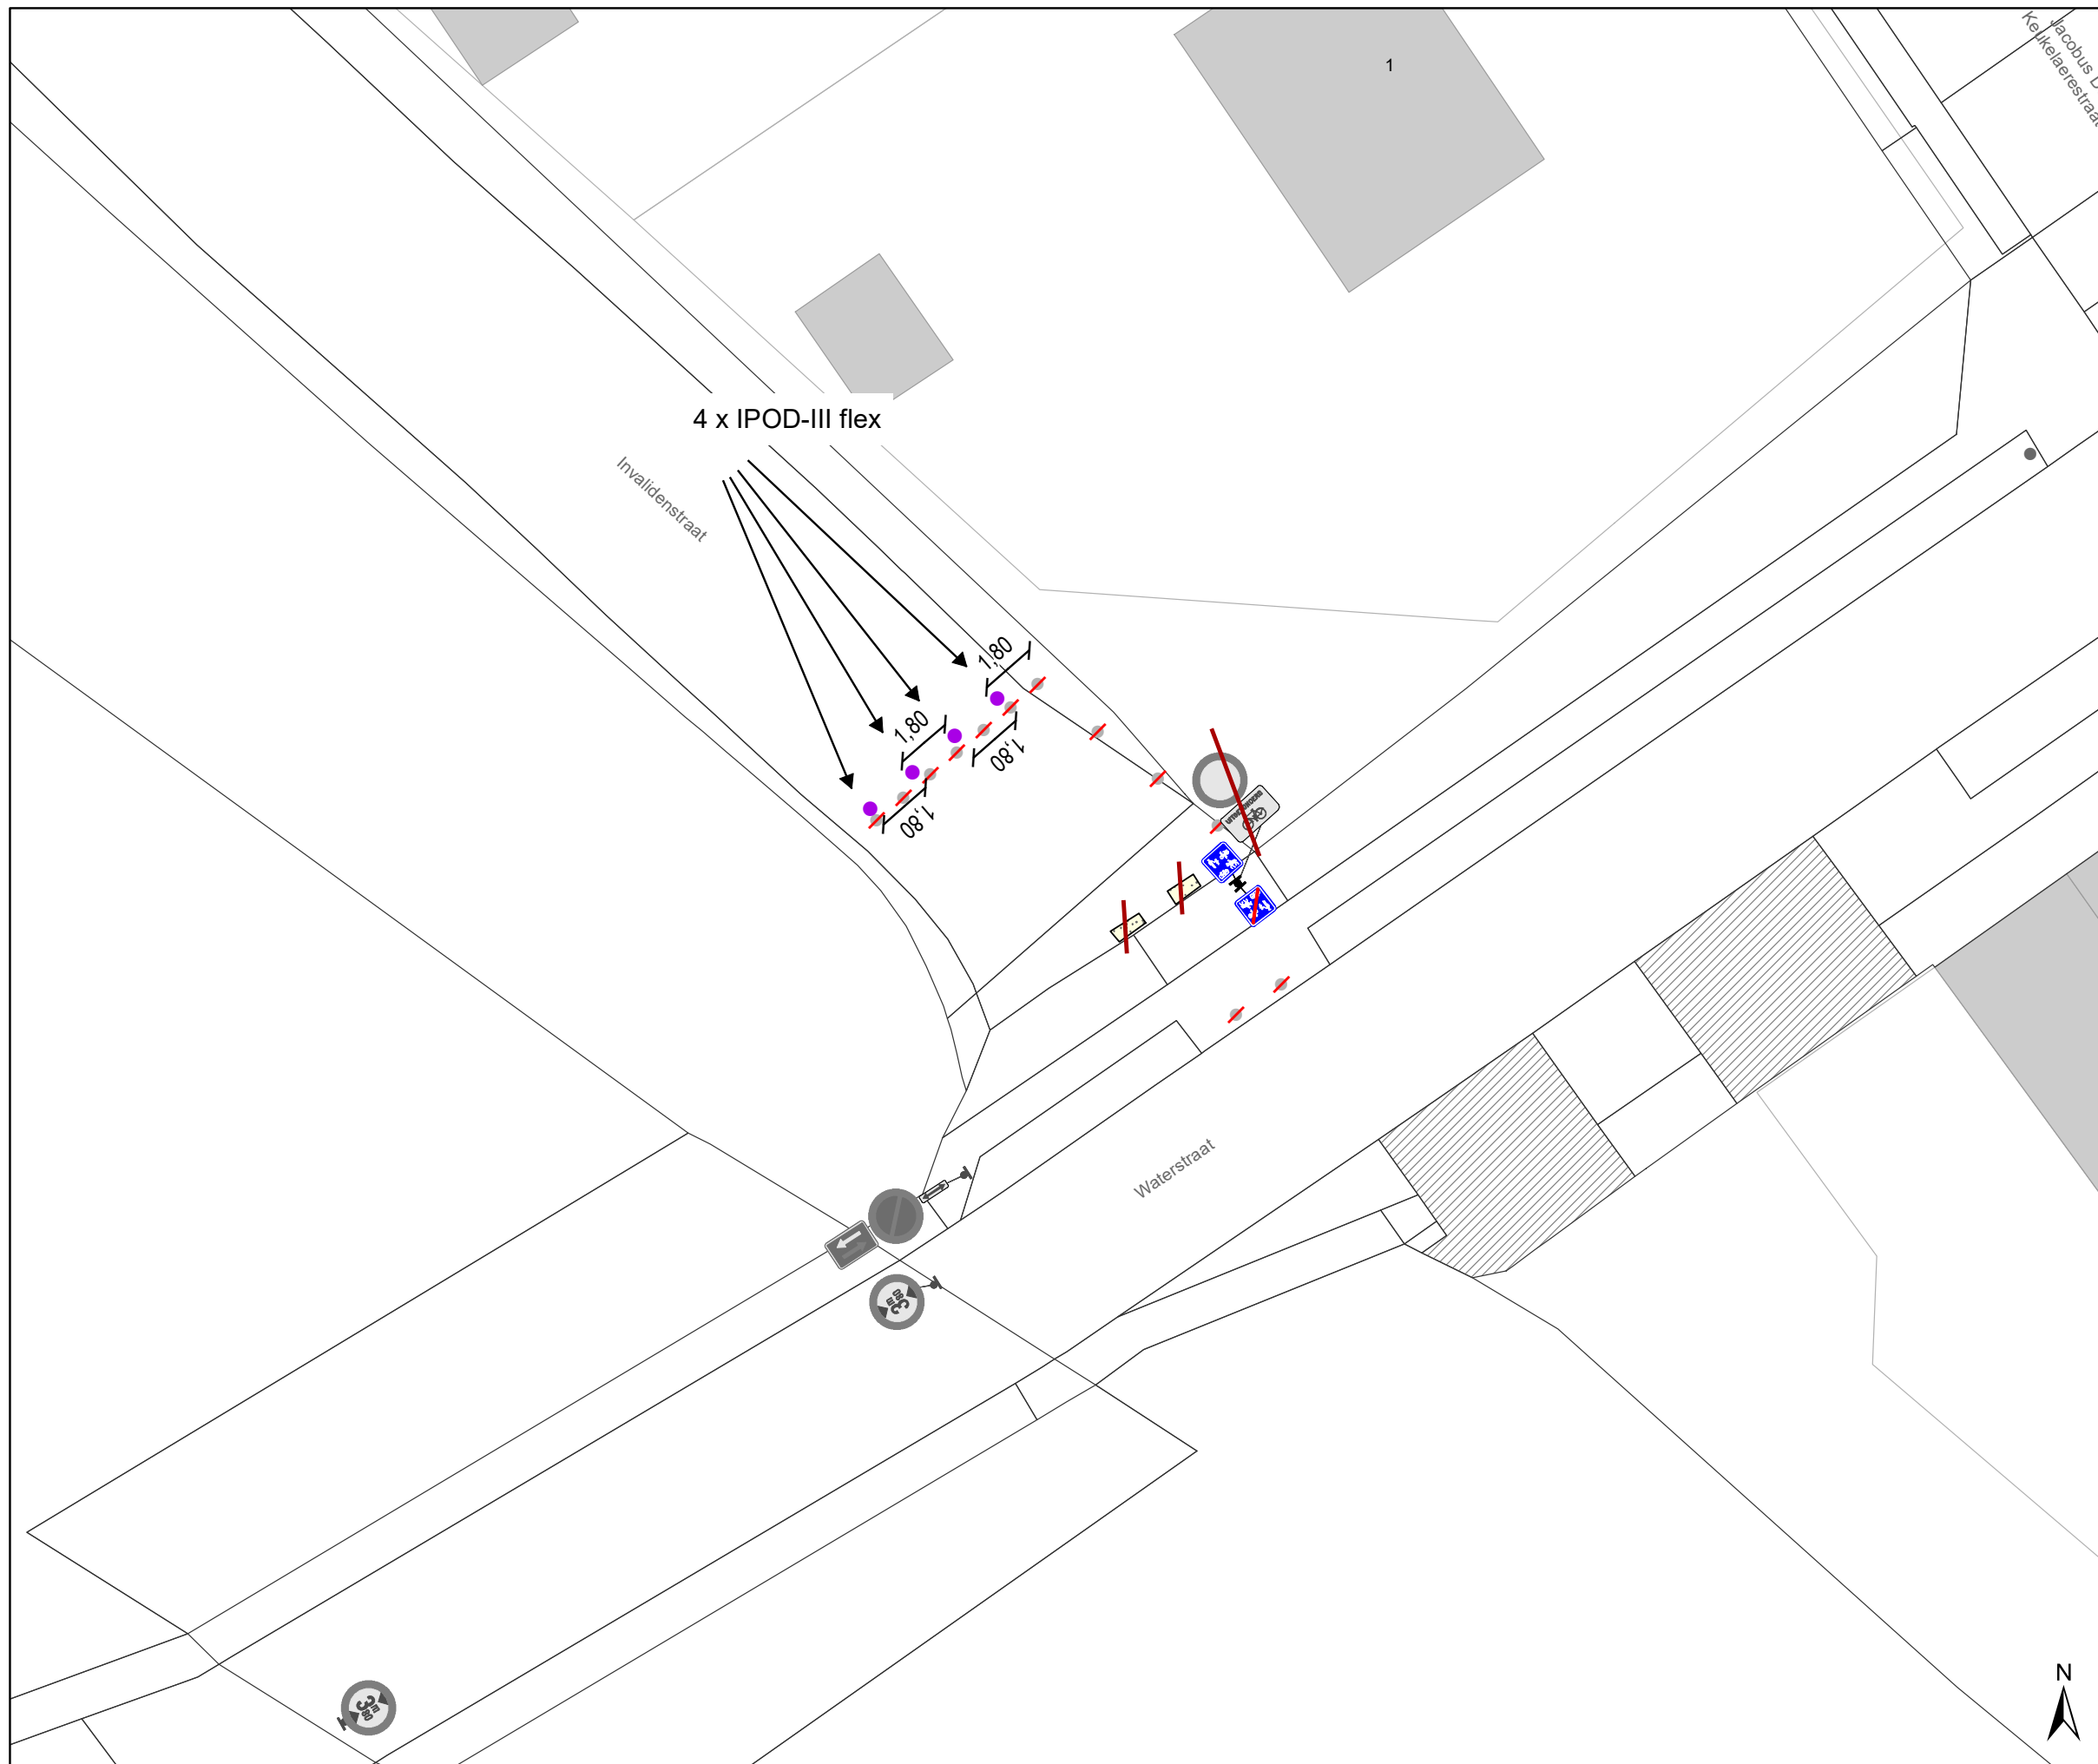 1
Jacobus D
Keukelaerestraat
4 x IPOD-III flex
Invalidenstraat
1,80
1,80
1,80
1,80
Waterstraat
N